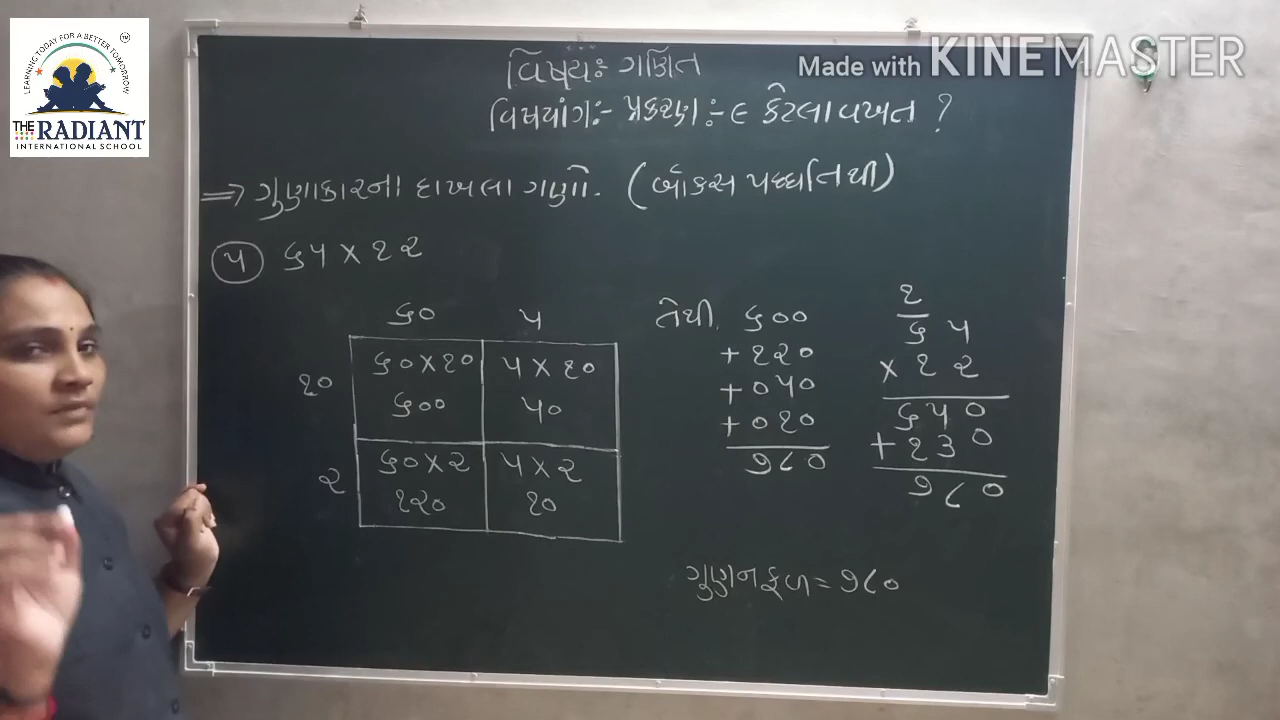 LEARNING TODAY FOR A BETTER TOMORROW
TM
THE RADIANT
INTERNATIONAL SCHOOL
Made with KINEMASTER
વિષયઃ ગણિત
વિષયાંગઃ- પ્રકરણઃ-૯ કેટલા વખત ?
⇒ ગુણાકારના દાખલા ગણો. (બૉક્સ પદ્ધતિથી)
૫ ૬૫ × ૧૨
૬૦ ૫
૧૦ ૬૦×૧૦ ૫×૧૦
૬૦૦ ૫૦
૨ ૬૦×૨ ૫×૨
૧૨૦ ૧૦
તેથી, ૬૦૦
+ ૧૨૦
+ ૦૫૦
+ ૦૧૦
૭૮૦
૧
૬૫
× ૧૨
૬૫૦
+ ૧૩૦
૭૮૦
ગુણનફળ = ૭૮૦